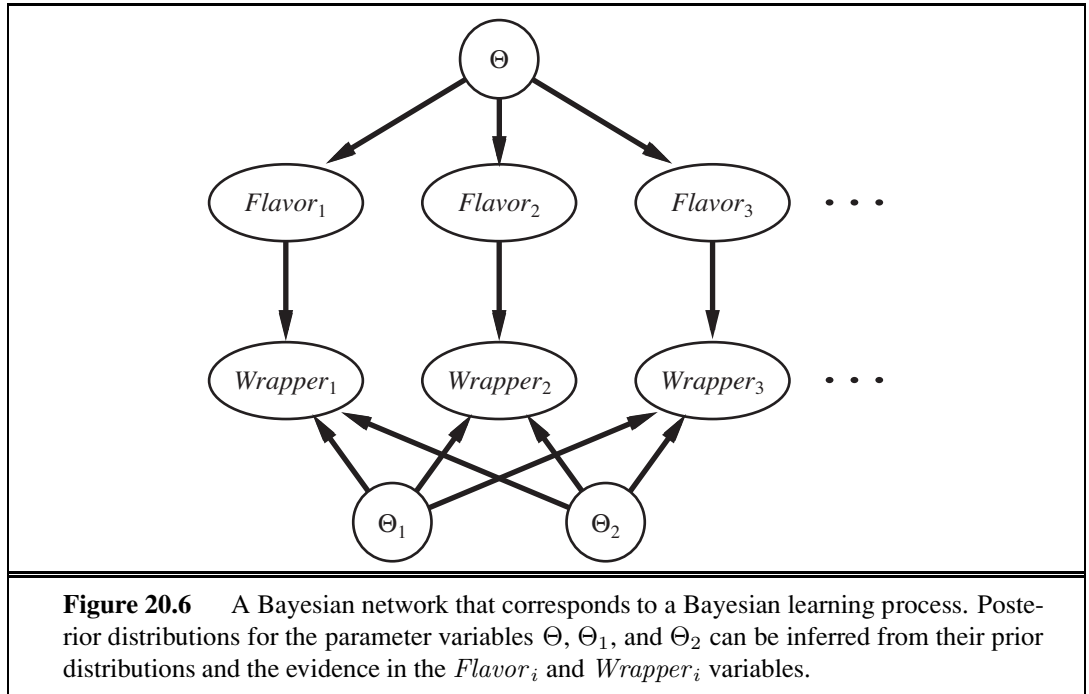 Θ
Flavor₁ Flavor₂ Flavor₃ . . .
Wrapper₁ Wrapper₂ Wrapper₃ . . .
Θ₁ Θ₂
Figure 20.6 A Bayesian network that corresponds to a Bayesian learning process. Poste-
rior distributions for the parameter variables Θ, Θ₁, and Θ₂ can be inferred from their prior
distributions and the evidence in the Flavorᵢ and Wrapperᵢ variables.